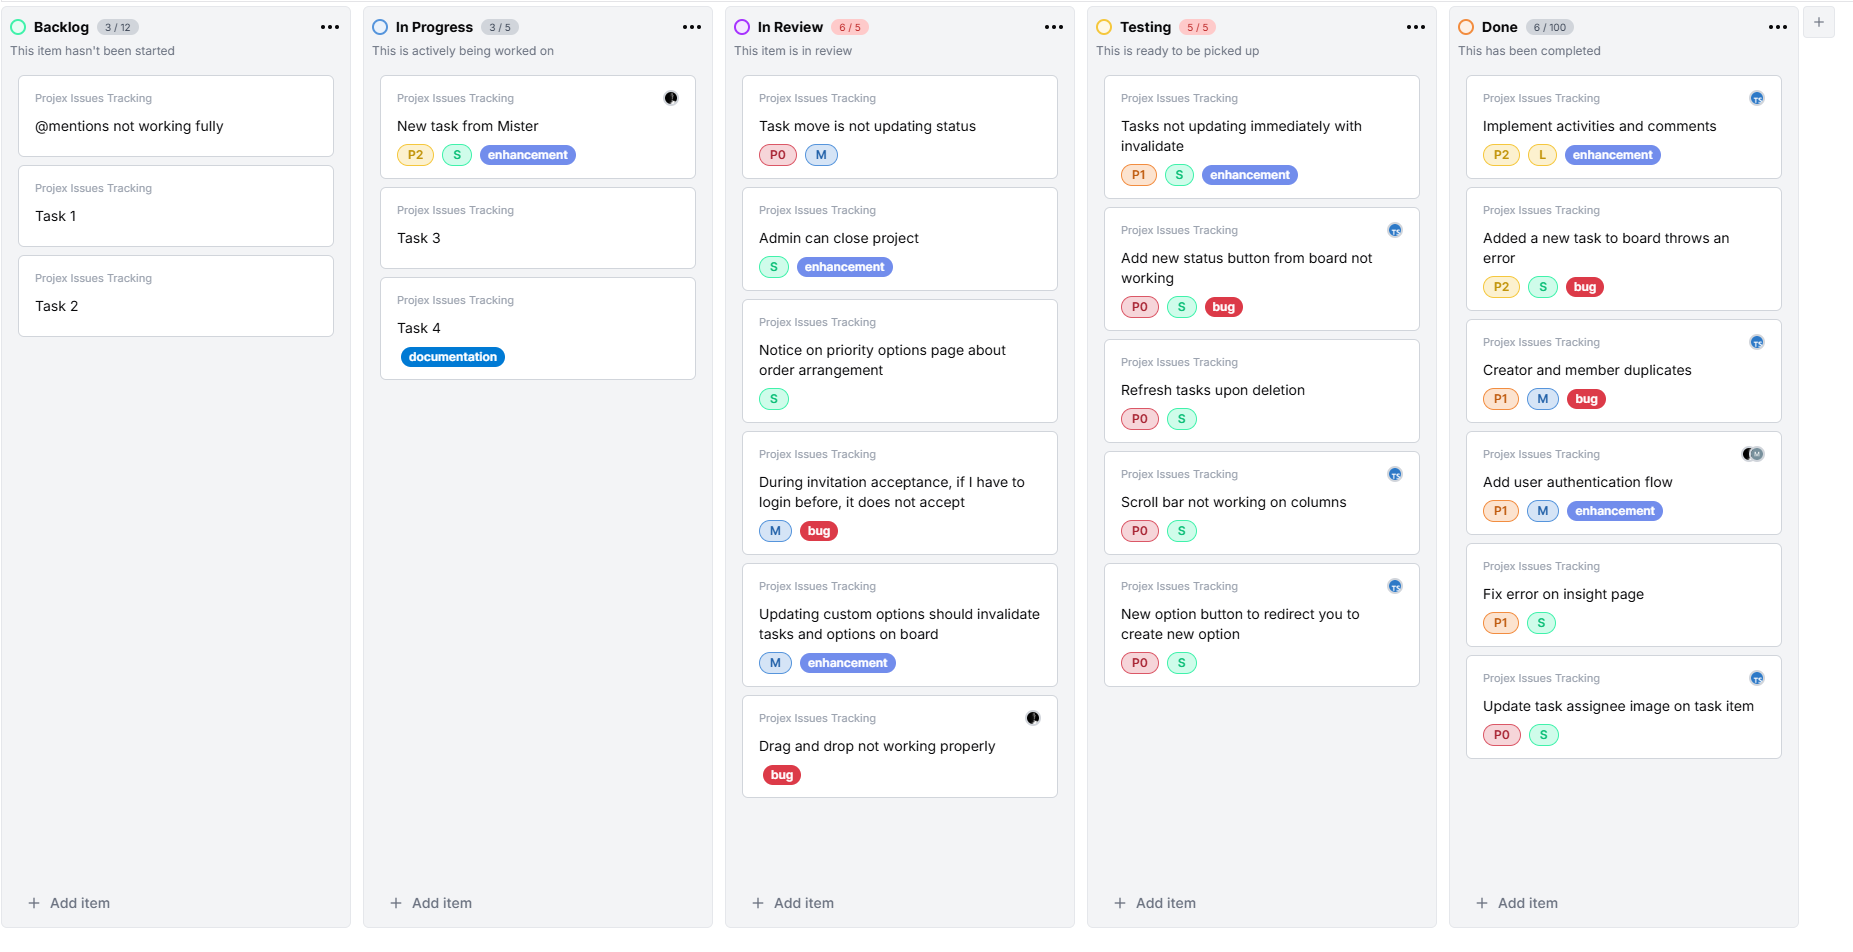 Backlog 3 / 12
This item hasn't been started
Projex Issues Tracking
@mentions not working fully
Projex Issues Tracking
Task 1
Projex Issues Tracking
Task 2
Add item
In Progress 3 / 5
This is actively being worked on
Projex Issues Tracking
New task from Mister
P2 S enhancement
Projex Issues Tracking
Task 3
Projex Issues Tracking
Task 4
documentation
Add item
In Review 6 / 5
This item is in review
Projex Issues Tracking
Task move is not updating status
P0 M
Projex Issues Tracking
Admin can close project
S enhancement
Projex Issues Tracking
Notice on priority options page about
order arrangement
S
Projex Issues Tracking
During invitation acceptance, if I have to
login before, it does not accept
M bug
Projex Issues Tracking
Updating custom options should invalidate
tasks and options on board
M enhancement
Projex Issues Tracking
Drag and drop not working properly
bug
Add item
Testing 5 / 5
This is ready to be picked up
Projex Issues Tracking
Tasks not updating immediately with
invalidate
P1 S enhancement
Projex Issues Tracking TS
Add new status button from board not
working
P0 S bug
Projex Issues Tracking
Refresh tasks upon deletion
P0 S
Projex Issues Tracking TS
Scroll bar not working on columns
P0 S
Projex Issues Tracking TS
New option button to redirect you to
create new option
P0 S
Add item
Done 6 / 100
This has been completed
Projex Issues Tracking TS
Implement activities and comments
P2 L enhancement
Projex Issues Tracking
Added a new task to board throws an
error
P2 S bug
Projex Issues Tracking TS
Creator and member duplicates
P1 M bug
Projex Issues Tracking M
Add user authentication flow
P1 M enhancement
Projex Issues Tracking
Fix error on insight page
P1 S
Projex Issues Tracking TS
Update task assignee image on task item
P0 S
Add item